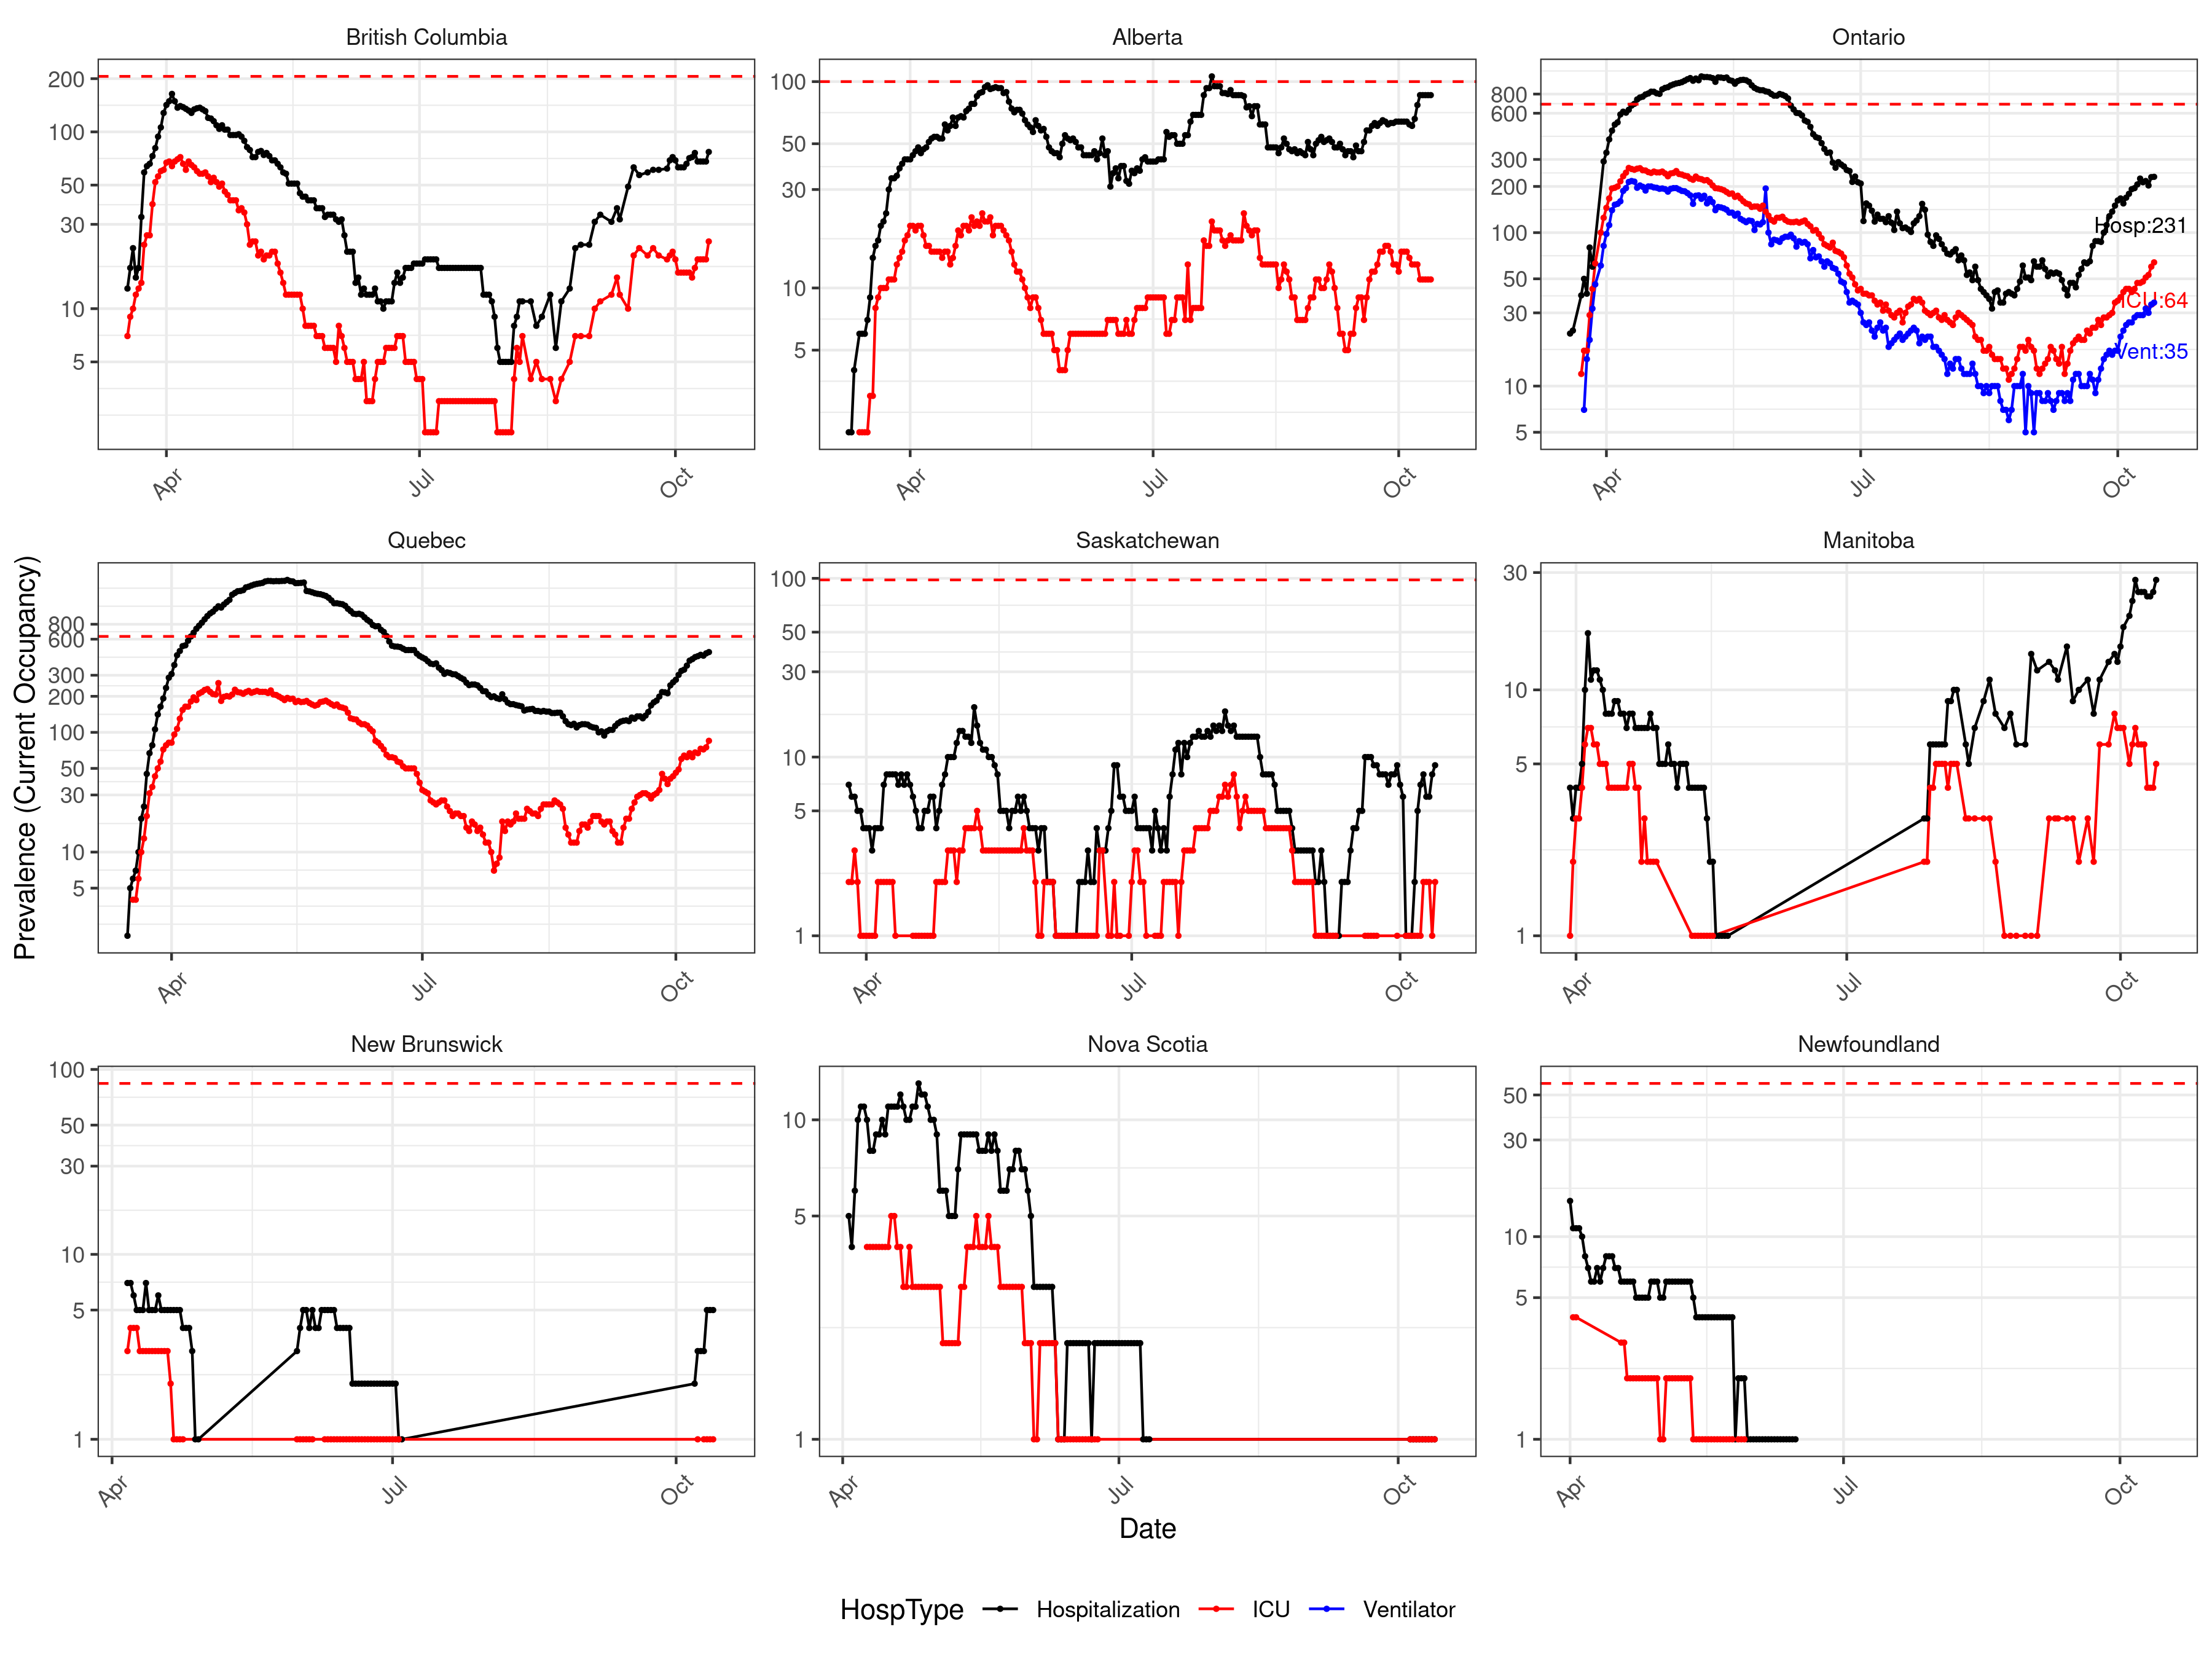 British Columbia
Alberta
Ontario
200
100
50
30
10
5
Apr
Jul
Oct
100
50
30
10
5
Apr
Jul
Oct
800
600
300
200
100
50
30
10
5
Hosp:231
ICU:64
Vent:35
Apr
Jul
Oct
Prevalence (Current Occupancy)
Quebec
Saskatchewan
Manitoba
800
600
300
200
100
50
30
10
5
Apr
Jul
Oct
100
50
30
10
5
1
Apr
Jul
Oct
30
10
5
1
Apr
Jul
Oct
New Brunswick
Nova Scotia
Newfoundland
100
50
30
10
5
1
Apr
Jul
Oct
10
5
1
Apr
Jul
Oct
50
30
10
5
1
Apr
Jul
Oct
Date
HospType Hospitalization ICU Ventilator